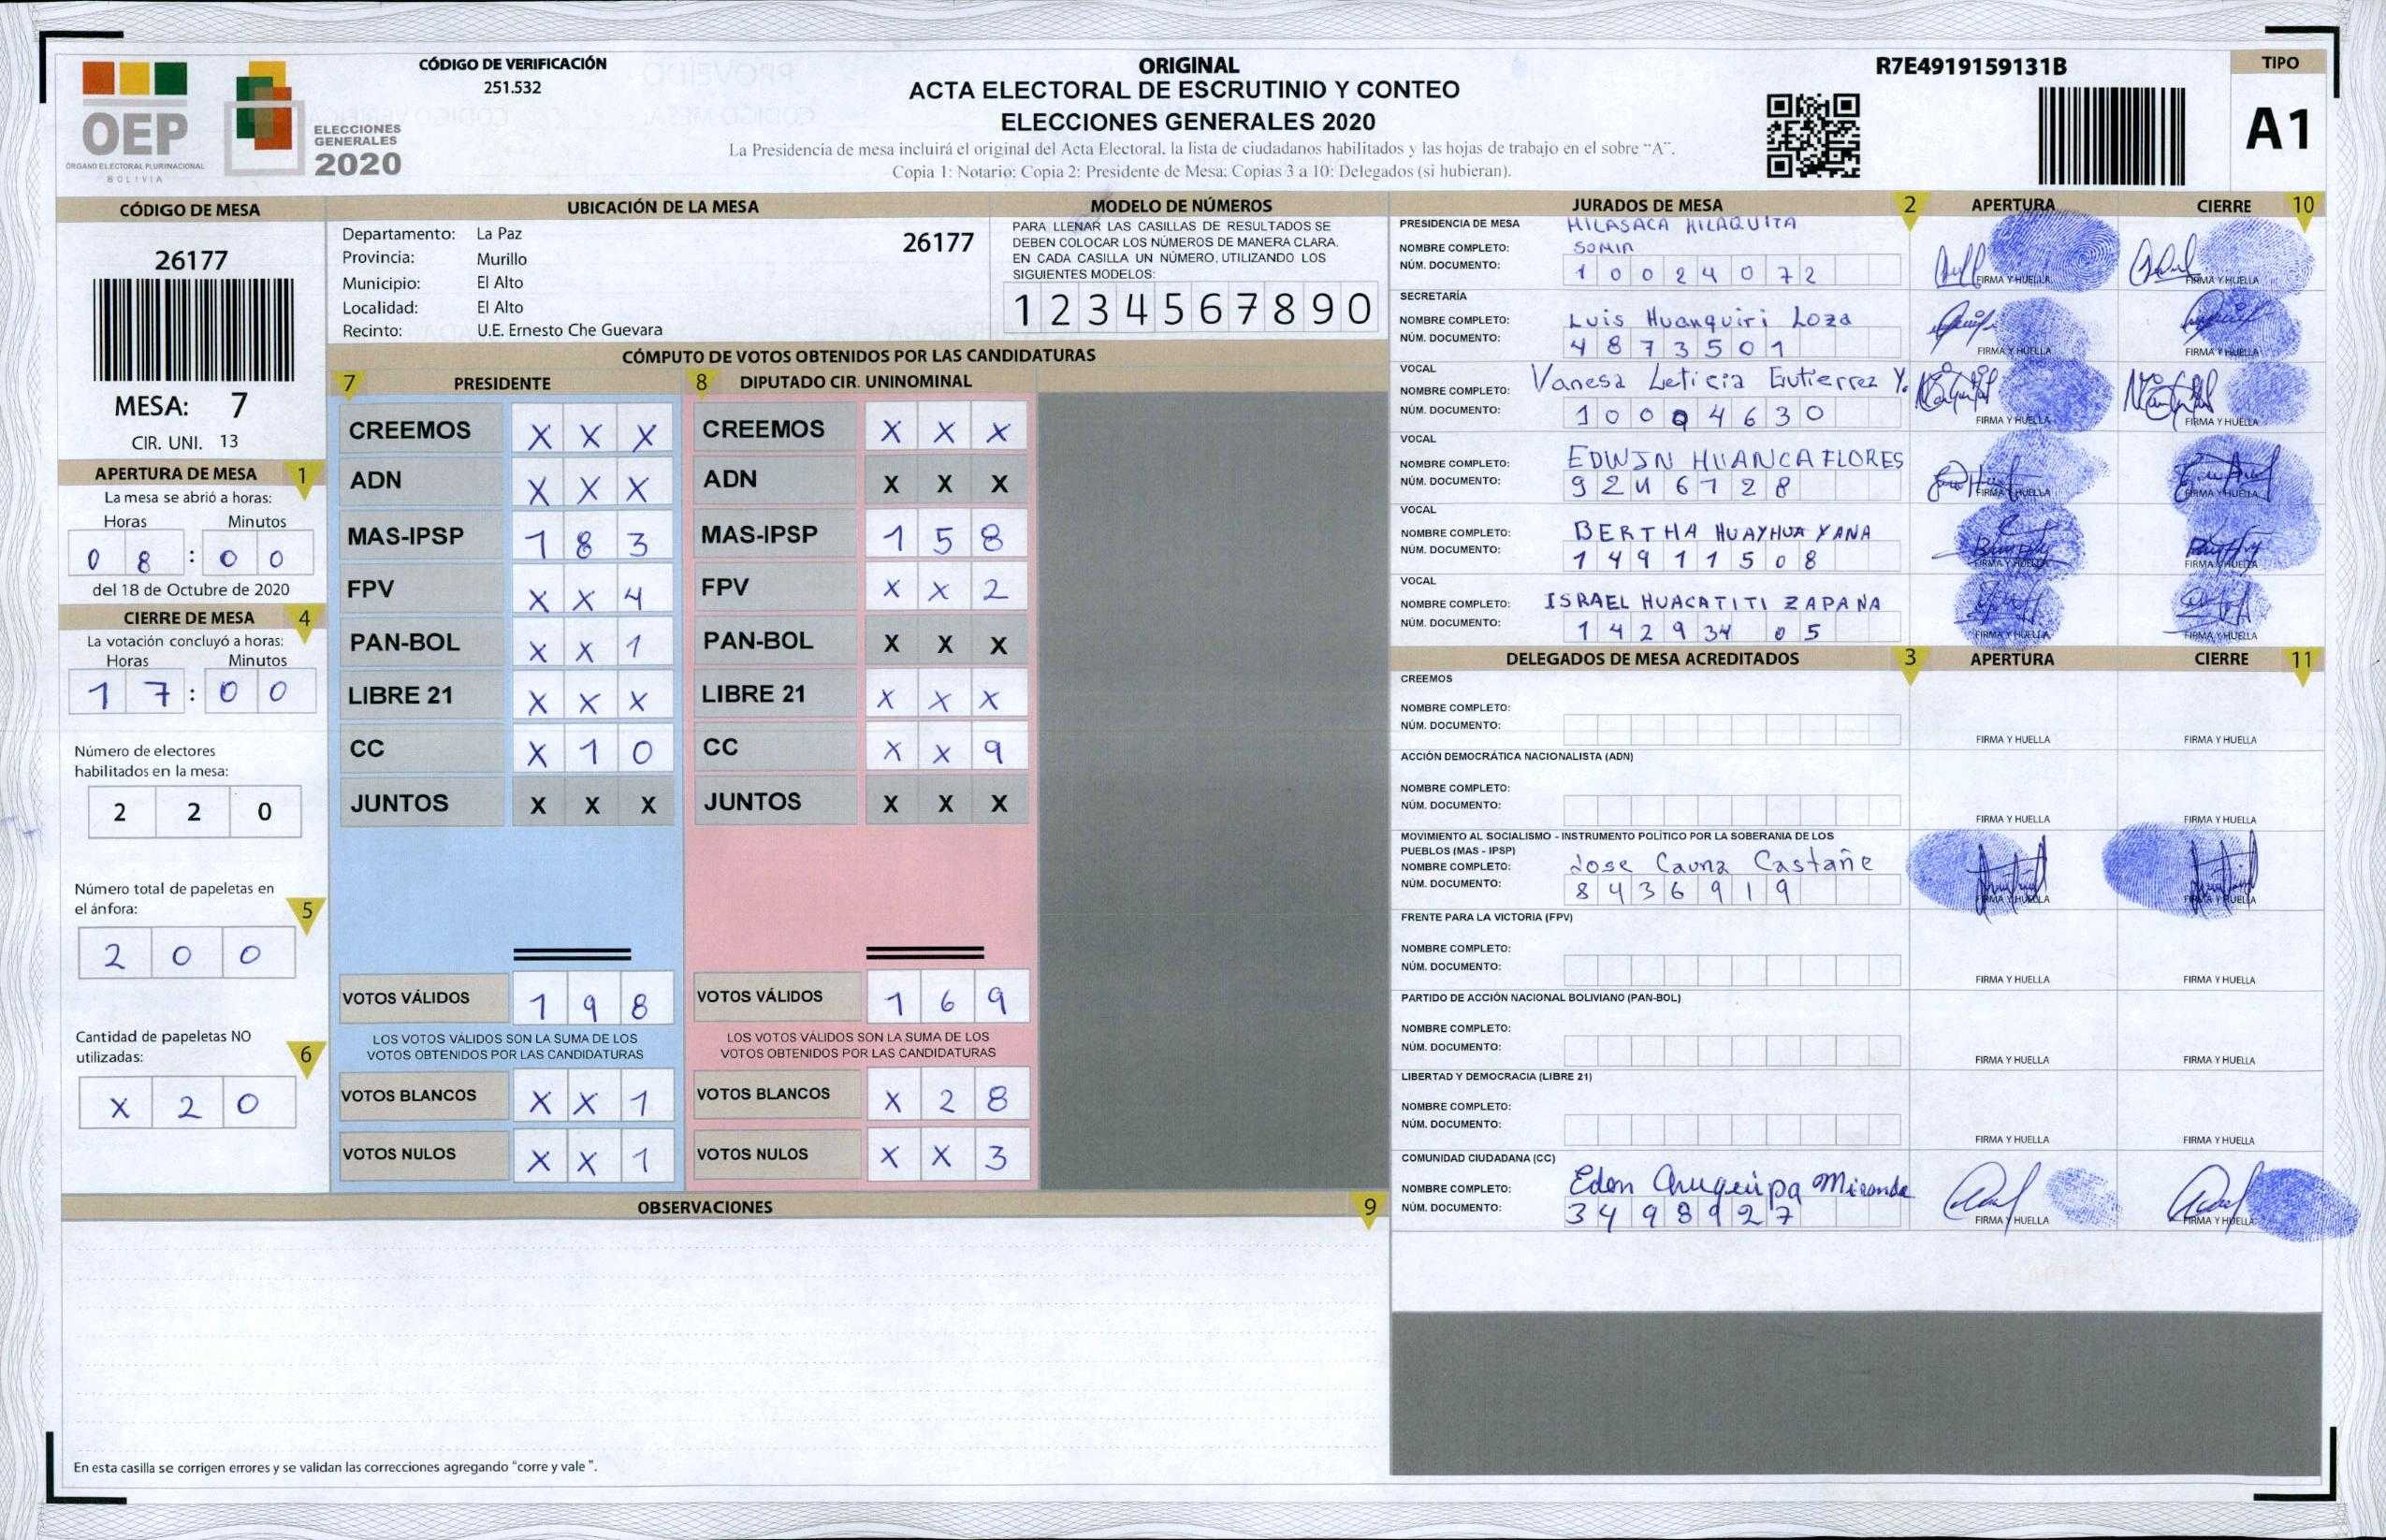 CÓDIGO DE VERIFICACIÓN
251.532
OEP
ÓRGANO ELECTORAL PLURINACIONAL
BOLIVIA
ELECCIONES
GENERALES
2020
ORIGINAL
ACTA ELECTORAL DE ESCRUTINIO Y CONTEO
ELECCIONES GENERALES 2020
La Presidencia de mesa incluirá el original del Acta Electoral, la lista de ciudadanos habilitados y las hojas de trabajo en el sobre "A".
Copia 1: Notario: Copia 2: Presidente de Mesa: Copias 3 a 10: Delegados (si hubieran).
R7E4919159131B
TIPO
A1
CÓDIGO DE MESA
26177
MESA: 7
CIR. UNI. 13
APERTURA DE MESA 1
La mesa se abrió a horas:
Horas Minutos
0 8 : 0 0
del 18 de Octubre de 2020
CIERRE DE MESA 4
La votación concluyó a horas:
Horas Minutos
1 7 : 0 0
Número de electores
habilitados en la mesa:
2 2 0
Número total de papeletas en
el ánfora: 5
2 0 0
Cantidad de papeletas NO
utilizadas: 6
X 2 0
UBICACIÓN DE LA MESA
Departamento: La Paz 26177
Provincia: Murillo
Municipio: El Alto
Localidad: El Alto
Recinto: U.E. Ernesto Che Guevara
MODELO DE NÚMEROS
PARA LLENAR LAS CASILLAS DE RESULTADOS SE
DEBEN COLOCAR LOS NÚMEROS DE MANERA CLARA.
EN CADA CASILLA UN NÚMERO, UTILIZANDO LOS
SIGUIENTES MODELOS:
1 2 3 4 5 6 7 8 9 0
CÓMPUTO DE VOTOS OBTENIDOS POR LAS CANDIDATURAS
7 PRESIDENTE
CREEMOS X X X
ADN X X X
MAS-IPSP 1 8 3
FPV X X 4
PAN-BOL X X 1
LIBRE 21 X X X
CC X 1 0
JUNTOS X X X
VOTOS VÁLIDOS 1 9 8
LOS VOTOS VÁLIDOS SON LA SUMA DE LOS
VOTOS OBTENIDOS POR LAS CANDIDATURAS
VOTOS BLANCOS X X 1
VOTOS NULOS X X 1
8 DIPUTADO CIR. UNINOMINAL
CREEMOS X X X
ADN X X X
MAS-IPSP 1 5 8
FPV X X 2
PAN-BOL X X X
LIBRE 21 X X X
CC X X 9
JUNTOS X X X
VOTOS VÁLIDOS 1 6 9
LOS VOTOS VÁLIDOS SON LA SUMA DE LOS
VOTOS OBTENIDOS POR LAS CANDIDATURAS
VOTOS BLANCOS X 2 8
VOTOS NULOS X X 3
OBSERVACIONES 9
En esta casilla se corrigen errores y se validan las correcciones agregando "corre y vale ".
JURADOS DE MESA 2 APERTURA CIERRE 10
PRESIDENCIA DE MESA
NOMBRE COMPLETO: HILASACA HILAQUITA
SONIA
NÚM. DOCUMENTO: 1 0 0 2 4 0 7 2
FIRMA Y HUELLA FIRMA Y HUELLA
SECRETARÍA
NOMBRE COMPLETO: Luis Huanquiri Loza
NÚM. DOCUMENTO: 4 8 7 3 5 0 1
FIRMA Y HUELLA FIRMA Y HUELLA
VOCAL
NOMBRE COMPLETO: Vanesa Leticia Gutierrez Y.
NÚM. DOCUMENTO: 1 0 0 0 4 6 3 0
FIRMA Y HUELLA FIRMA Y HUELLA
VOCAL
NOMBRE COMPLETO: EDWIN HUANCA FLORES
NÚM. DOCUMENTO: 9 2 4 6 7 2 8
FIRMA Y HUELLA FIRMA Y HUELLA
VOCAL
NOMBRE COMPLETO: BERTHA HUAYHUA YANA
NÚM. DOCUMENTO: 1 4 9 1 1 5 0 8
FIRMA Y HUELLA FIRMA Y HUELLA
VOCAL
NOMBRE COMPLETO: ISRAEL HUACATITI ZAPANA
NÚM. DOCUMENTO: 1 4 2 9 34 0 5
FIRMA Y HUELLA FIRMA Y HUELLA
DELEGADOS DE MESA ACREDITADOS 3 APERTURA CIERRE 11
CREEMOS
NOMBRE COMPLETO:
NÚM. DOCUMENTO:
FIRMA Y HUELLA FIRMA Y HUELLA
ACCIÓN DEMOCRÁTICA NACIONALISTA (ADN)
NOMBRE COMPLETO:
NÚM. DOCUMENTO:
FIRMA Y HUELLA FIRMA Y HUELLA
MOVIMIENTO AL SOCIALISMO - INSTRUMENTO POLÍTICO POR LA SOBERANIA DE LOS
PUEBLOS (MAS - IPSP)
NOMBRE COMPLETO: Jose Cauna Castañe
NÚM. DOCUMENTO: 8 4 3 6 9 1 9
FIRMA Y HUELLA FIRMA Y HUELLA
FRENTE PARA LA VICTORIA (FPV)
NOMBRE COMPLETO:
NÚM. DOCUMENTO:
FIRMA Y HUELLA FIRMA Y HUELLA
PARTIDO DE ACCIÓN NACIONAL BOLIVIANO (PAN-BOL)
NOMBRE COMPLETO:
NÚM. DOCUMENTO:
FIRMA Y HUELLA FIRMA Y HUELLA
LIBERTAD Y DEMOCRACIA (LIBRE 21)
NOMBRE COMPLETO:
NÚM. DOCUMENTO:
FIRMA Y HUELLA FIRMA Y HUELLA
COMUNIDAD CIUDADANA (CC)
NOMBRE COMPLETO: Eden Chuqeirpa Miranda
NÚM. DOCUMENTO: 3 4 9 8 9 2 7
FIRMA Y HUELLA FIRMA Y HUELLA